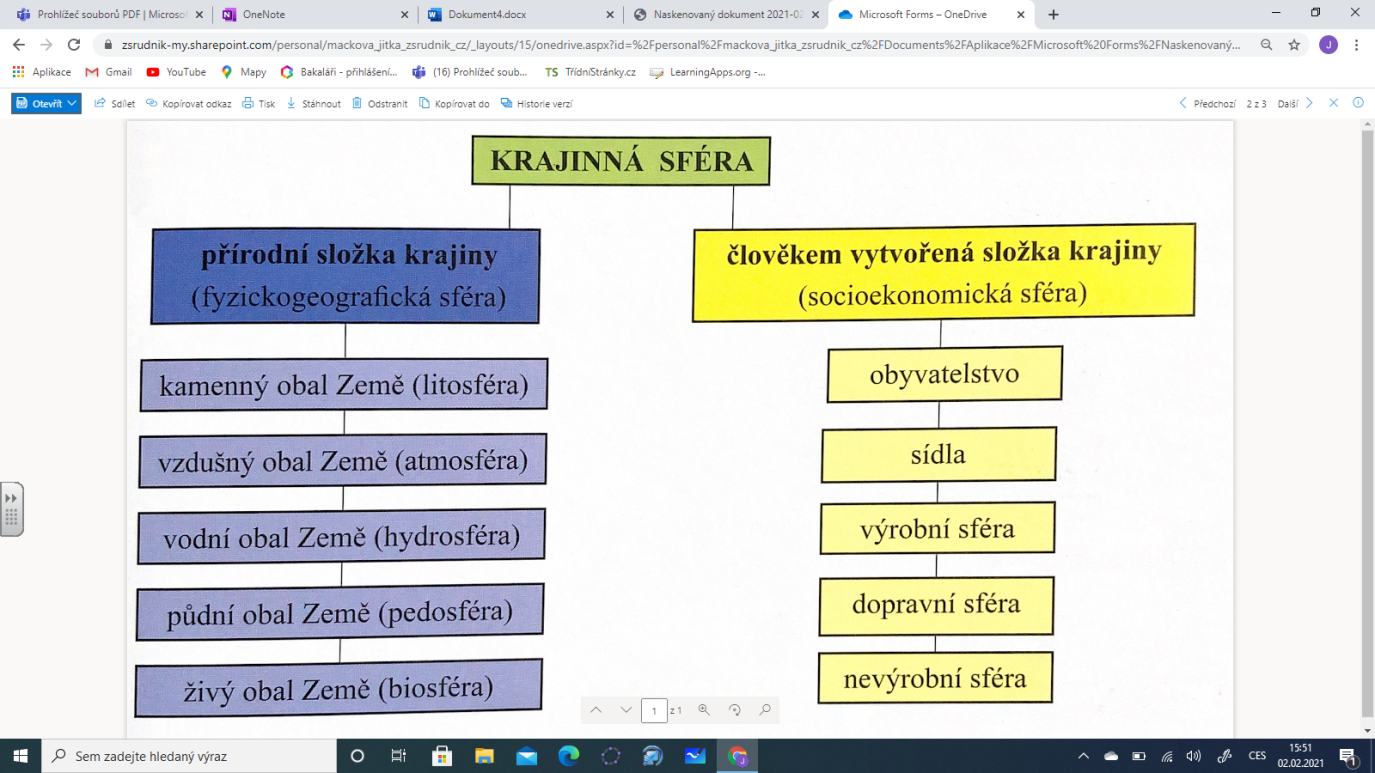 Prohlížeč souborů PDF | Microsof
OneNote
Dokument4.docx
Naskenovaný dokument 2021-02
Microsoft Forms – OneDrive
zsrudnik-my.sharepoint.com/personal/mackova_jitka_zsrudnik_cz/_layouts/15/onedrive.aspx?id=%2Fpersonal%2Fmackova_jitka_zsrudnik_cz%2FDocuments%2FAplikace%2FMicrosoft%20Forms%2FNaskenovaný...
J
Aplikace
Gmail
YouTube
Mapy
Bakaláři - přihlášení...
(16) Prohlížeč soub...
TS TřídníStránky.cz
LearningApps.org -...
Otevřít
Sdílet
Kopírovat odkaz
Tisk
Stáhnout
Odstranit
Kopírovat do
Historie verzí
Předchozí
2 z 3
Další
KRAJINNÁ SFÉRA
přírodní složka krajiny
(fyzickogeografická sféra)
kamenný obal Země (litosféra)
vzdušný obal Země (atmosféra)
vodní obal Země (hydrosféra)
půdní obal Země (pedosféra)
živý obal Země (biosféra)
člověkem vytvořená složka krajiny
(socioekonomická sféra)
obyvatelstvo
sídla
výrobní sféra
dopravní sféra
nevýrobní sféra
1 z 1
Sem zadejte hledaný výraz
CES
15:51
02.02.2021
1